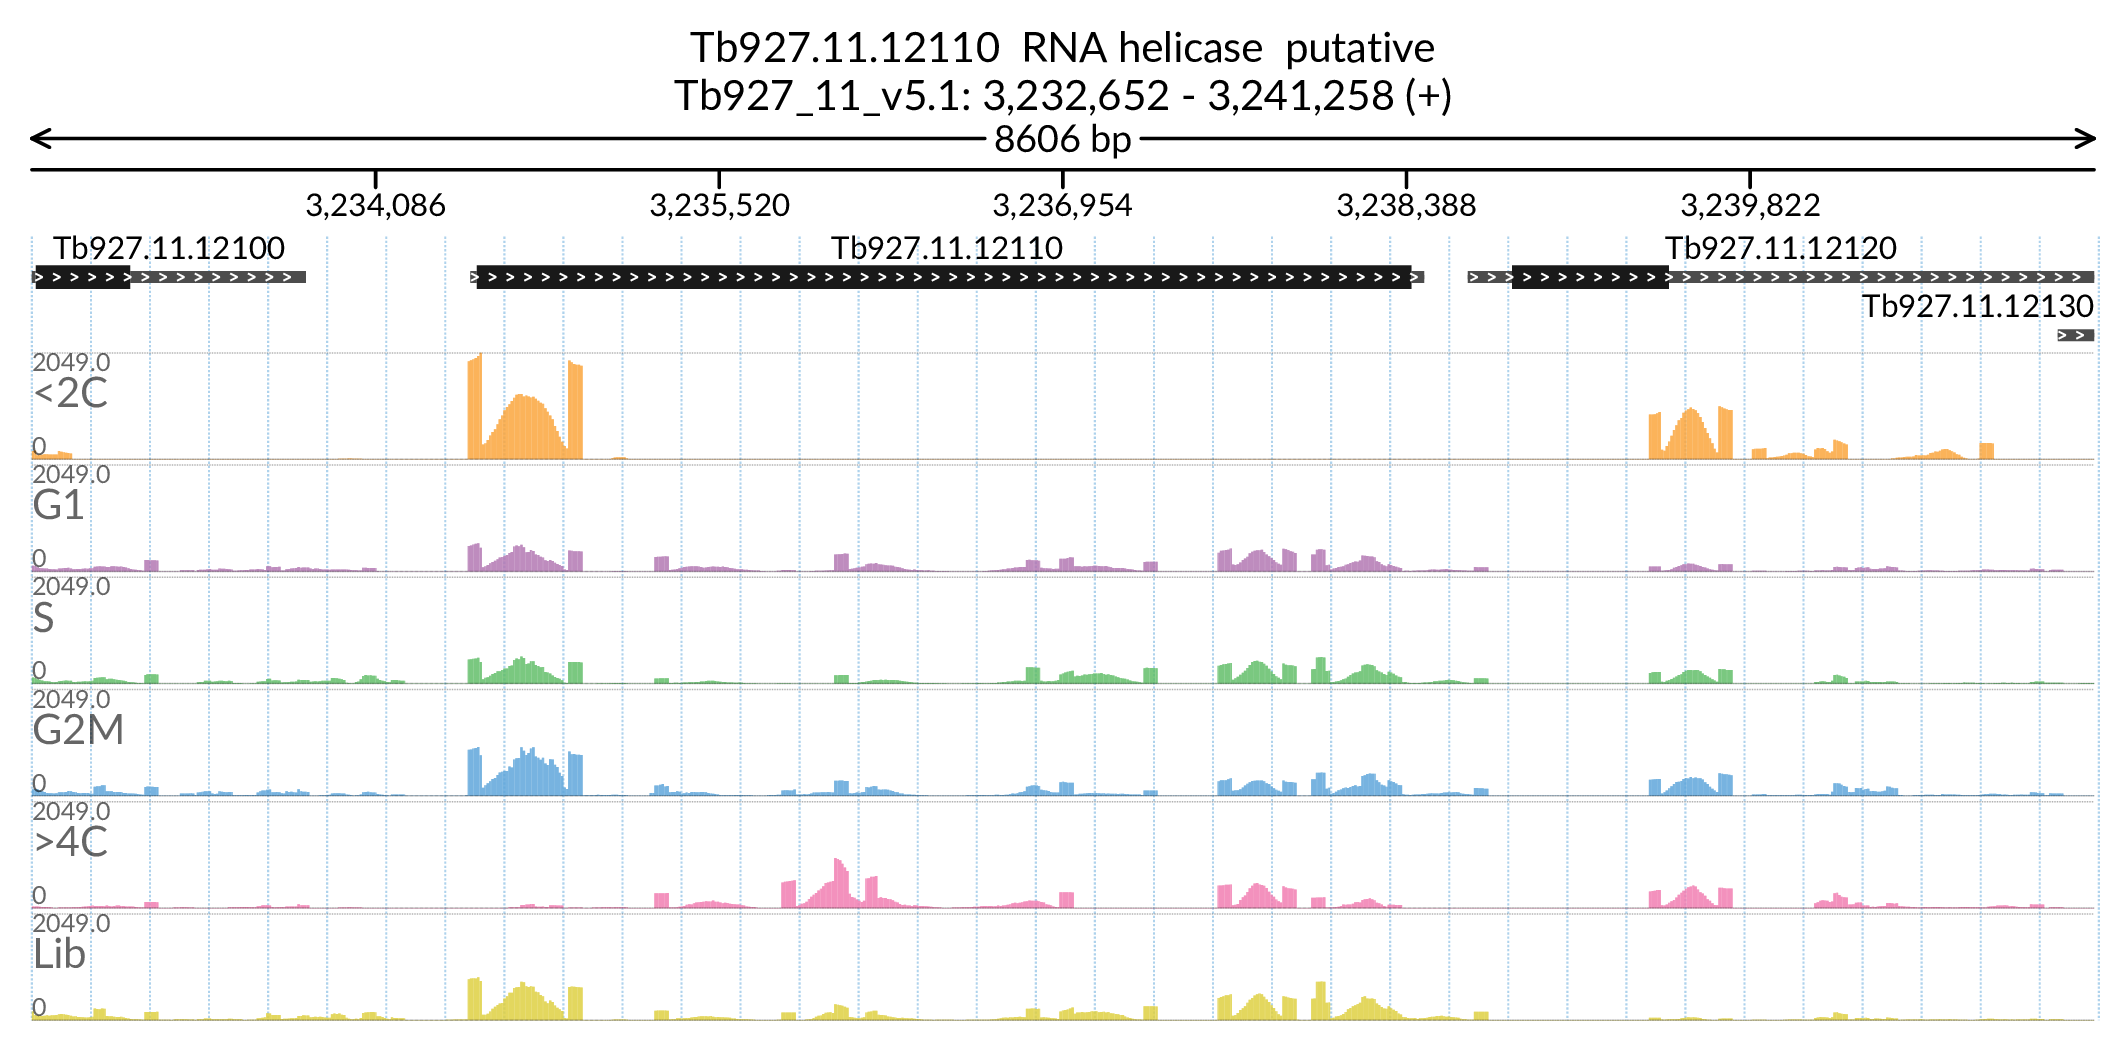 Tb927.11.12110  RNA helicase  putative
Tb927_11_v5.1: 3,232,652 - 3,241,258 (+)
8606 bp
3,234,086 3,235,520 3,236,954 3,238,388 3,239,822
Tb927.11.12100 Tb927.11.12110 Tb927.11.12120
Tb927.11.12130
2049.0
<2C
0
2049.0
G1
0
2049.0
S
0
2049.0
G2M
0
2049.0
>4C
0
2049.0
Lib
0